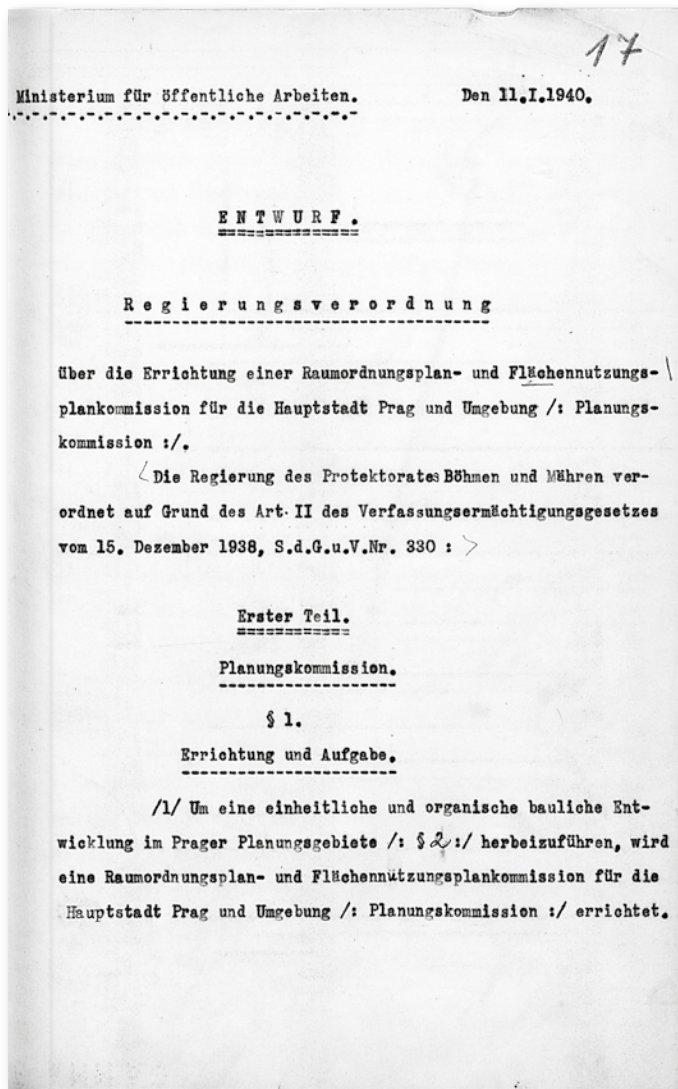 17
Ministerium für öffentliche Arbeiten. Den 11.I.1940.
E N T W U R F .
R e g i e r u n g s v e r o r d n u n g
über die Errichtung einer Raumordnungsplan- und Flächennutzungs-
plankommission für die Hauptstadt Prag und Umgebung /: Planungs-
kommission :/.
Die Regierung des Protektorates Böhmen und Mähren ver-
ordnet auf Grund des Art. II des Verfassungsermächtigungsgesetzes
vom 15. Dezember 1938, S.d.G.u.V.Nr. 330 :
Erster Teil.
Planungskommission.
§ 1.
Errichtung und Aufgabe.
/1/ Um eine einheitliche und organische bauliche Ent-
wicklung im Prager Planungsgebiete /: § 2 :/ herbeizuführen, wird
eine Raumordnungsplan- und Flächennutzungsplankommission für die
Hauptstadt Prag und Umgebung /: Planungskommission :/ errichtet.